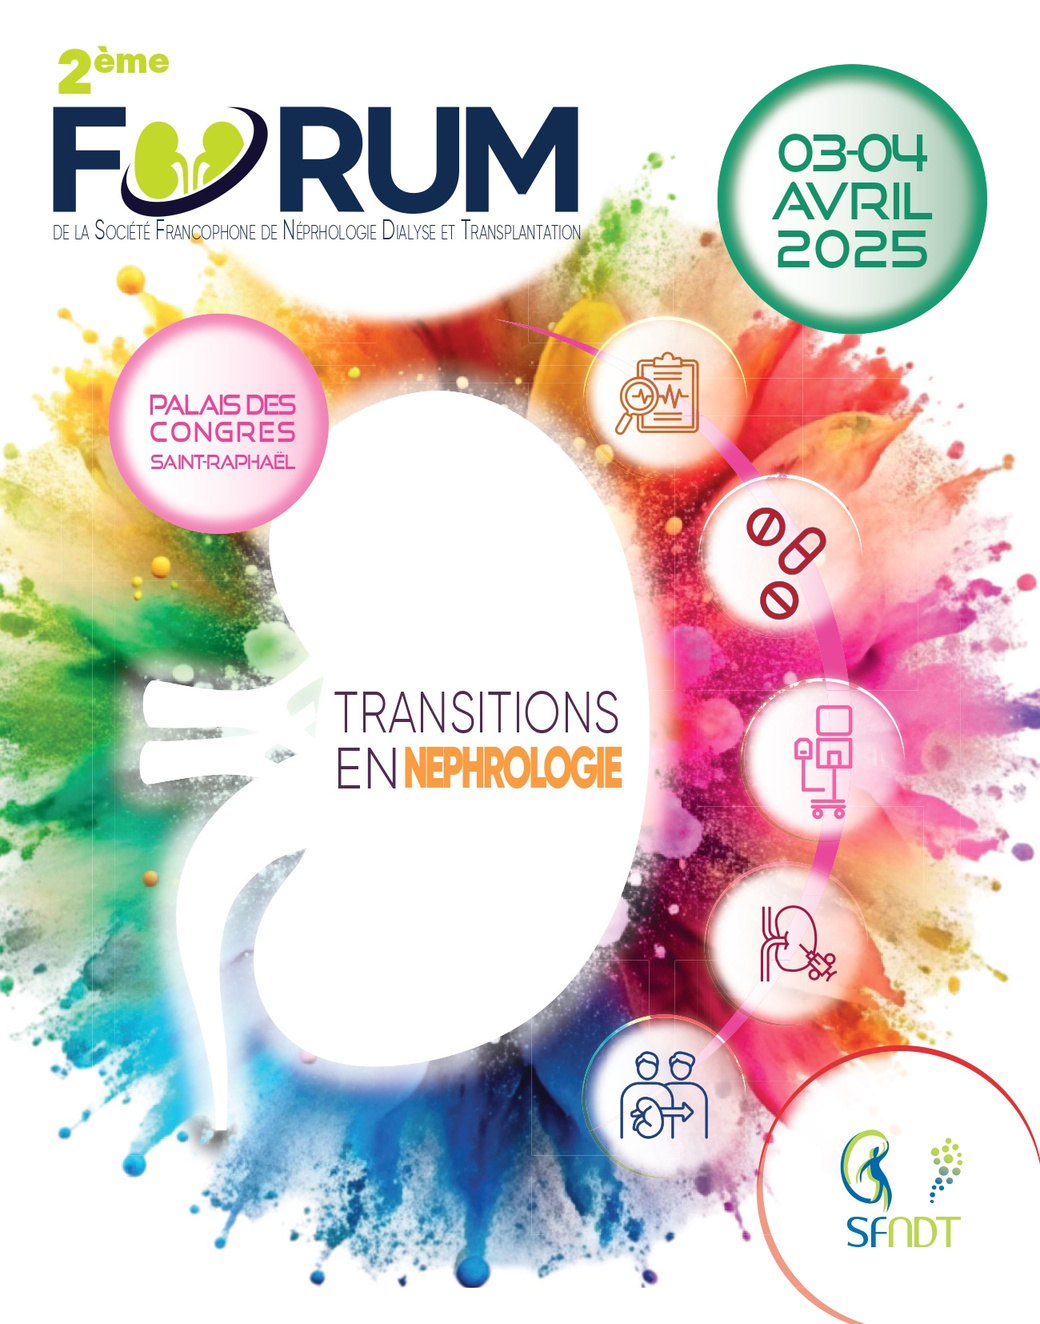 2ème
FORUM
DE LA SOCIÉTÉ FRANCOPHONE DE NÉPRHOLOGIE DIALYSE ET TRANSPLANTATION
03-04
AVRIL
2025
PALAIS DES
CONGRES
SAINT-RAPHAËL
TRANSITIONS
EN NEPHROLOGIE
SFNDT